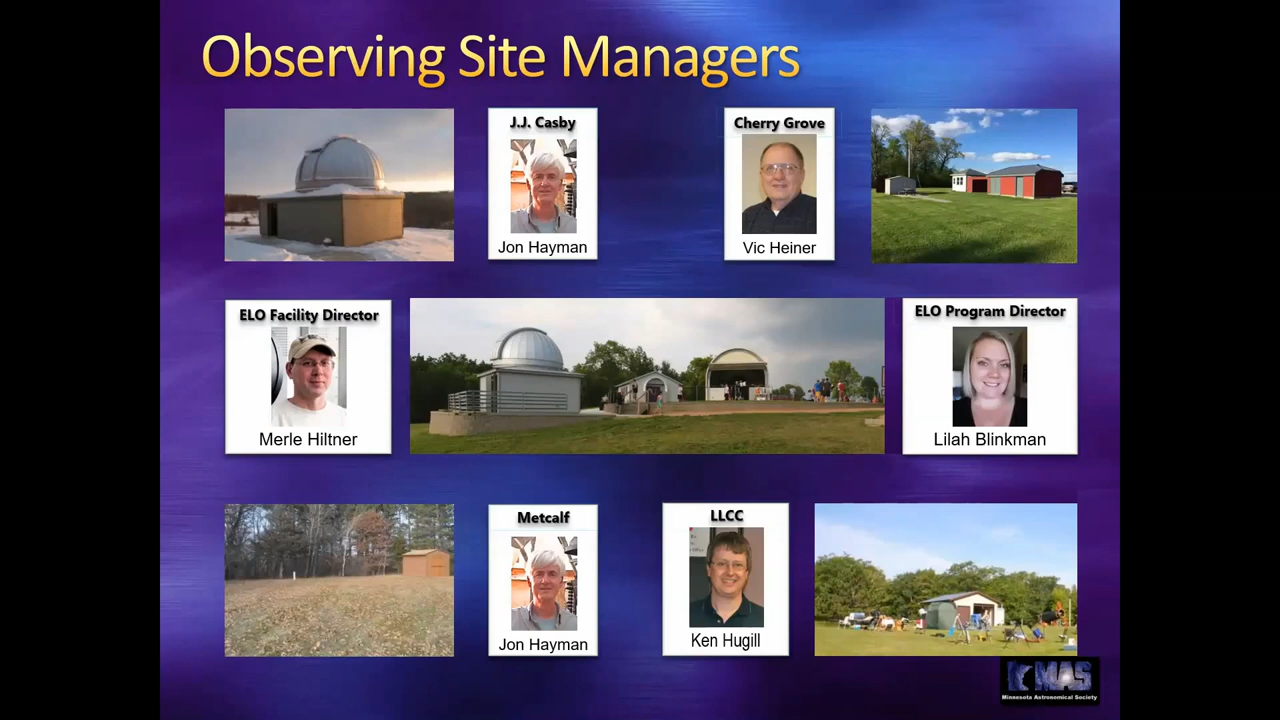 Observing Site Managers
J.J. Casby
Jon Hayman
Cherry Grove
Vic Heiner
ELO Facility Director
Merle Hiltner
ELO Program Director
Lilah Blinkman
Metcalf
Jon Hayman
LLCC
Ken Hugill
MAS
Minnesota Astronomical Society